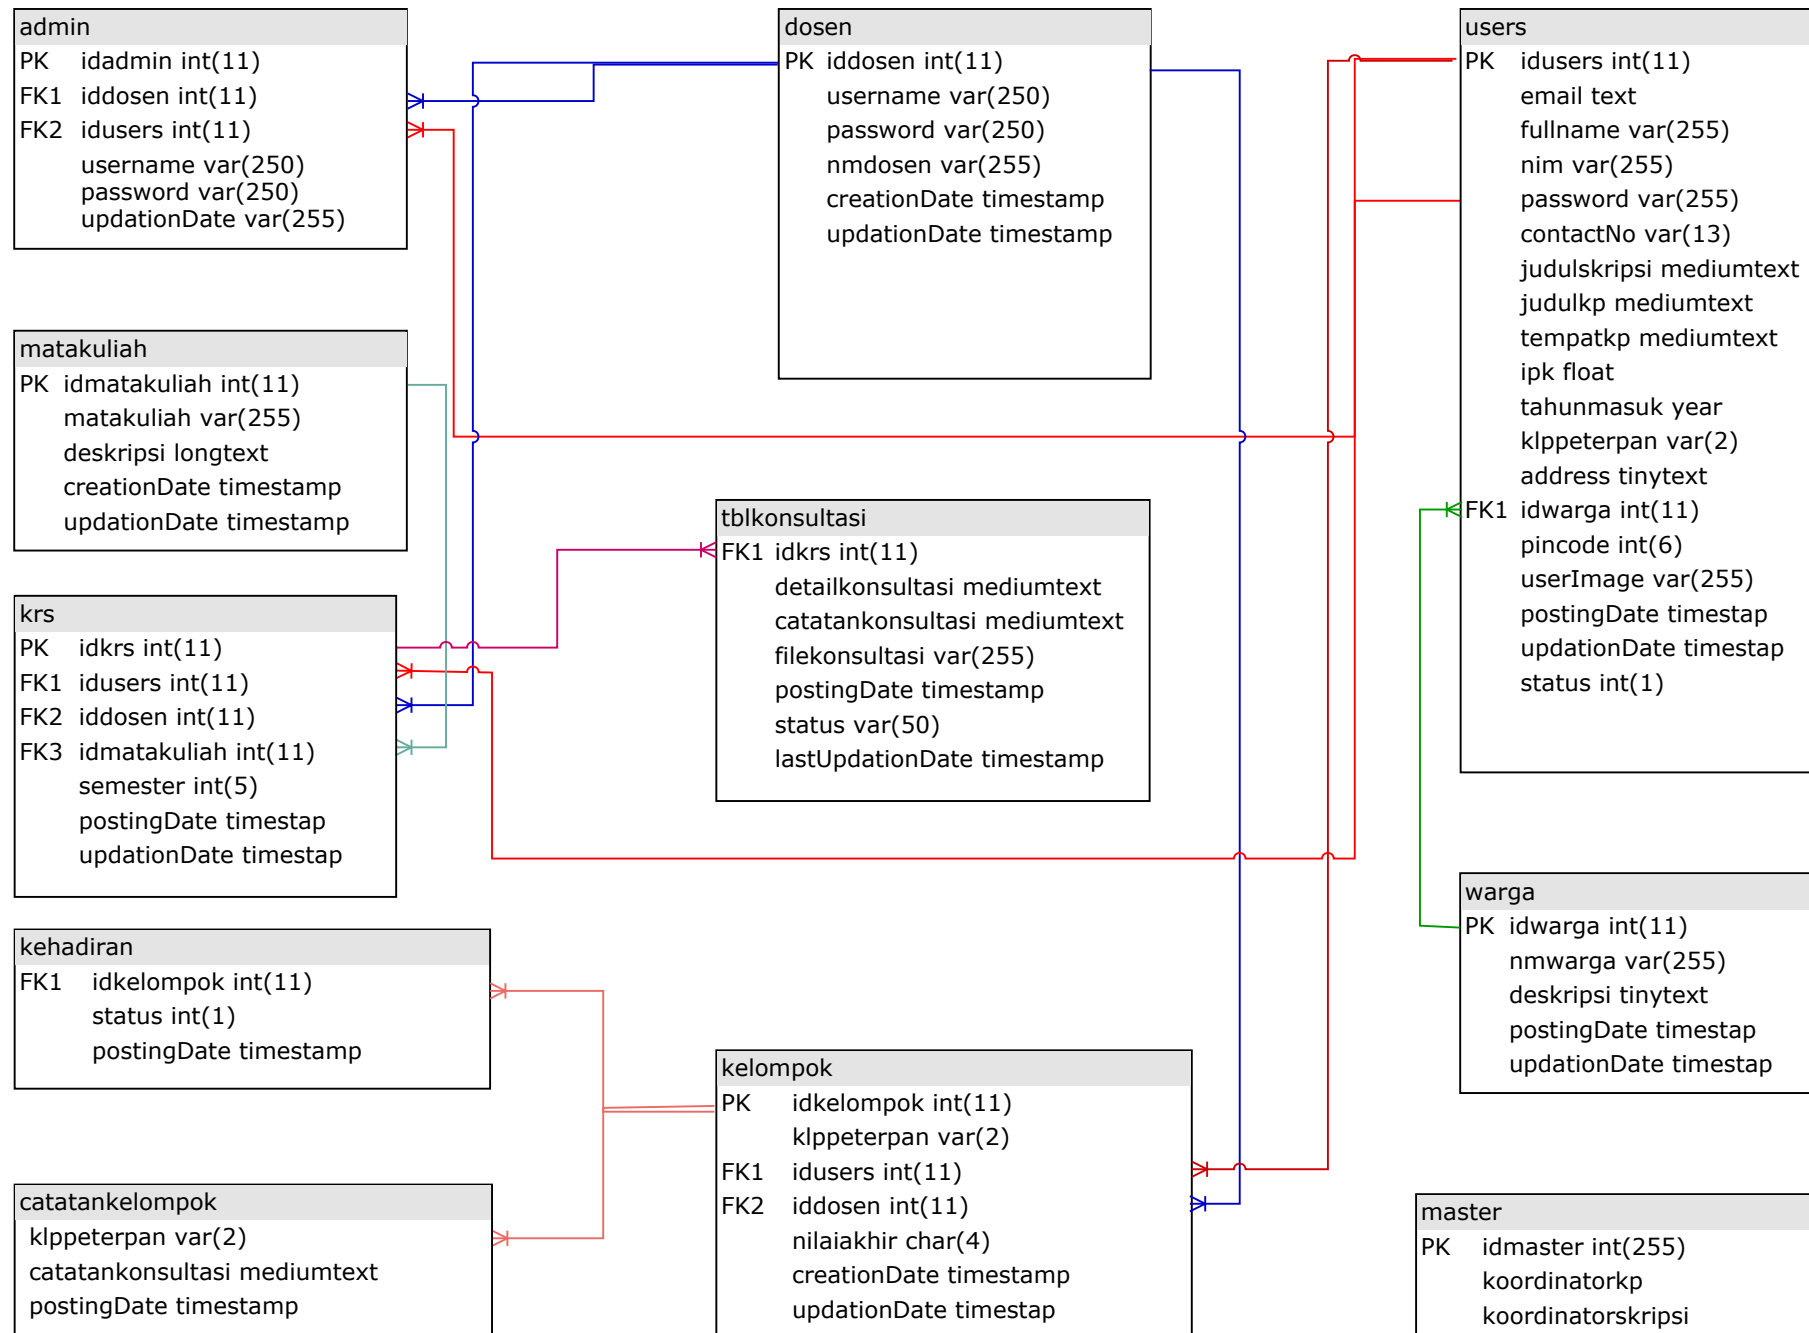 admin
PK idadmin int(11)
FK1 iddosen int(11)
FK2 idusers int(11)
username var(250)
password var(250)
updationDate var(255)
dosen
PK iddosen int(11)
username var(250)
password var(250)
nmdosen var(255)
creationDate timestamp
updationDate timestamp
users
PK idusers int(11)
email text
fullname var(255)
nim var(255)
password var(255)
contactNo var(13)
judulskripsi mediumtext
judulkp mediumtext
tempatkp mediumtext
ipk float
tahunmasuk year
klppeterpan var(2)
address tinytext
FK1 idwarga int(11)
pincode int(6)
userImage var(255)
postingDate timestap
updationDate timestap
status int(1)
matakuliah
PK idmatakuliah int(11)
matakuliah var(255)
deskripsi longtext
creationDate timestamp
updationDate timestamp
tblkonsultasi
FK1 idkrs int(11)
detailkonsultasi mediumtext
catatankonsultasi mediumtext
filekonsultasi var(255)
postingDate timestamp
status var(50)
lastUpdationDate timestamp
krs
PK idkrs int(11)
FK1 idusers int(11)
FK2 iddosen int(11)
FK3 idmatakuliah int(11)
semester int(5)
postingDate timestap
updationDate timestap
warga
PK idwarga int(11)
nmwarga var(255)
deskripsi tinytext
postingDate timestap
updationDate timestap
kehadiran
FK1 idkelompok int(11)
status int(1)
postingDate timestamp
kelompok
PK idkelompok int(11)
klppeterpan var(2)
FK1 idusers int(11)
FK2 iddosen int(11)
nilaiakhir char(4)
creationDate timestamp
updationDate timestap
catatankelompok
klppeterpan var(2)
catatankonsultasi mediumtext
postingDate timestamp
master
PK idmaster int(255)
koordinatorkp
koordinatorskripsi